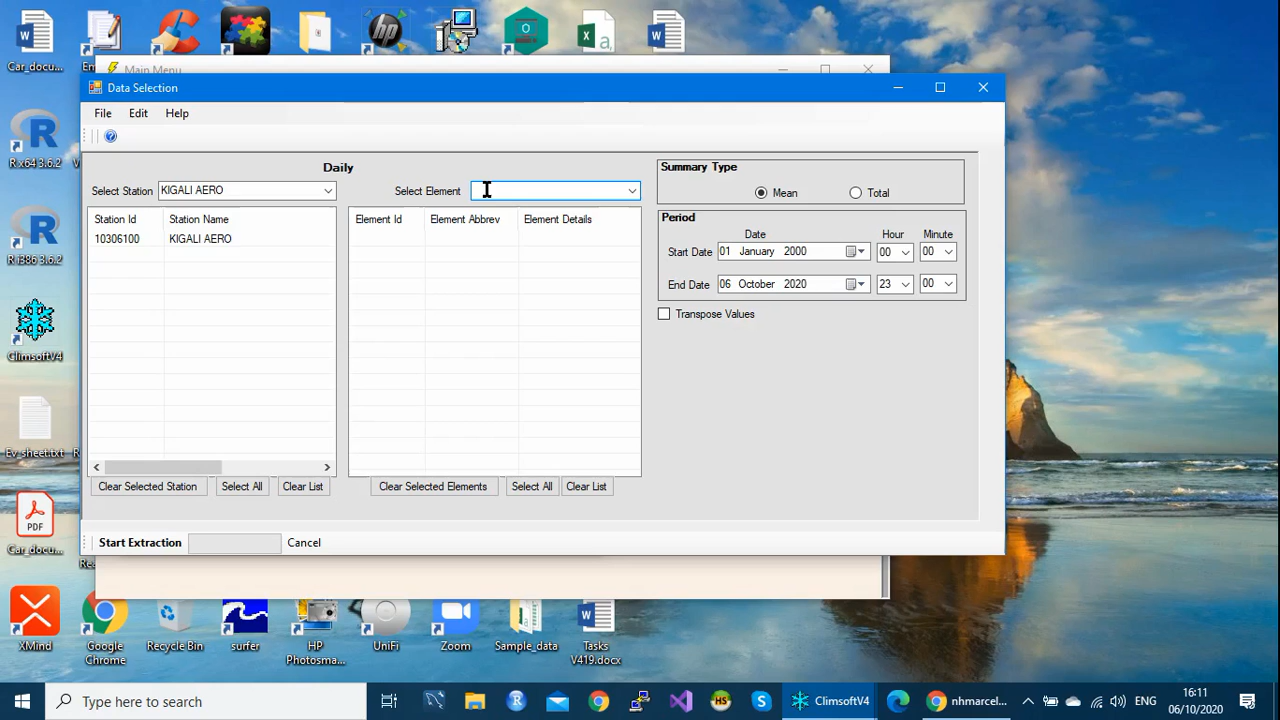 Car_docu...
En
Main Menu
Data Selection
File Edit Help
R x64 3.6.2
Daily
Select Station KIGALI AERO
Select Element
Station Id Station Name
10306100 KIGALI AERO
Element Id Element Abbrev Element Details
Summary Type
Mean Total
Period
Date Hour Minute
Start Date 01 January 2000 00 00
End Date 06 October 2020 23 00
Transpose Values
R i386 3.6.2
ClimsoftV4
Ev_sheet.txt
PDF
Car_docu...
Clear Selected Station Select All Clear List
Clear Selected Elements Select All Clear List
Start Extraction Cancel
XMind
Google Chrome
Recycle Bin
surfer
HP Photosma...
UniFi
Zoom
Sample_data
Tasks V419.docx
Type here to search
ClimsoftV4
nhmarcel...
ENG
16:11
06/10/2020